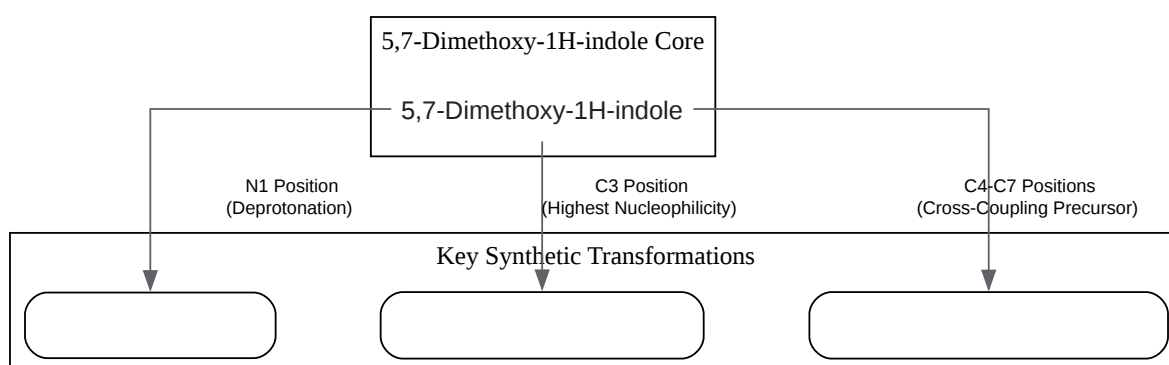 5,7-Dimethoxy-1H-indole Core
5,7-Dimethoxy-1H-indole
N1 Position
(Deprotonation)
C3 Position
(Highest Nucleophilicity)
C4-C7 Positions
(Cross-Coupling Precursor)
Key Synthetic Transformations